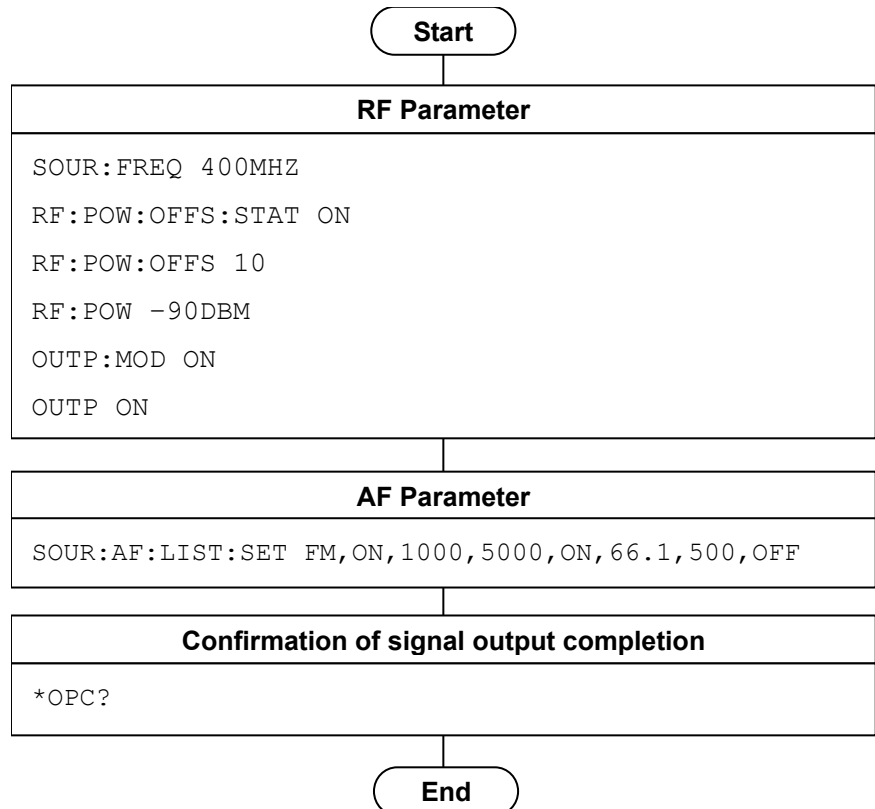 Start
RF Parameter
SOUR:FREQ 400MHZ
RF:POW:OFFS:STAT ON
RF:POW:OFFS 10
RF:POW −90DBM
OUTP:MOD ON
OUTP ON
AF Parameter
SOUR:AF:LIST:SET FM,ON,1000,5000,ON,66.1,500,OFF
Confirmation of signal output completion
*OPC?
End